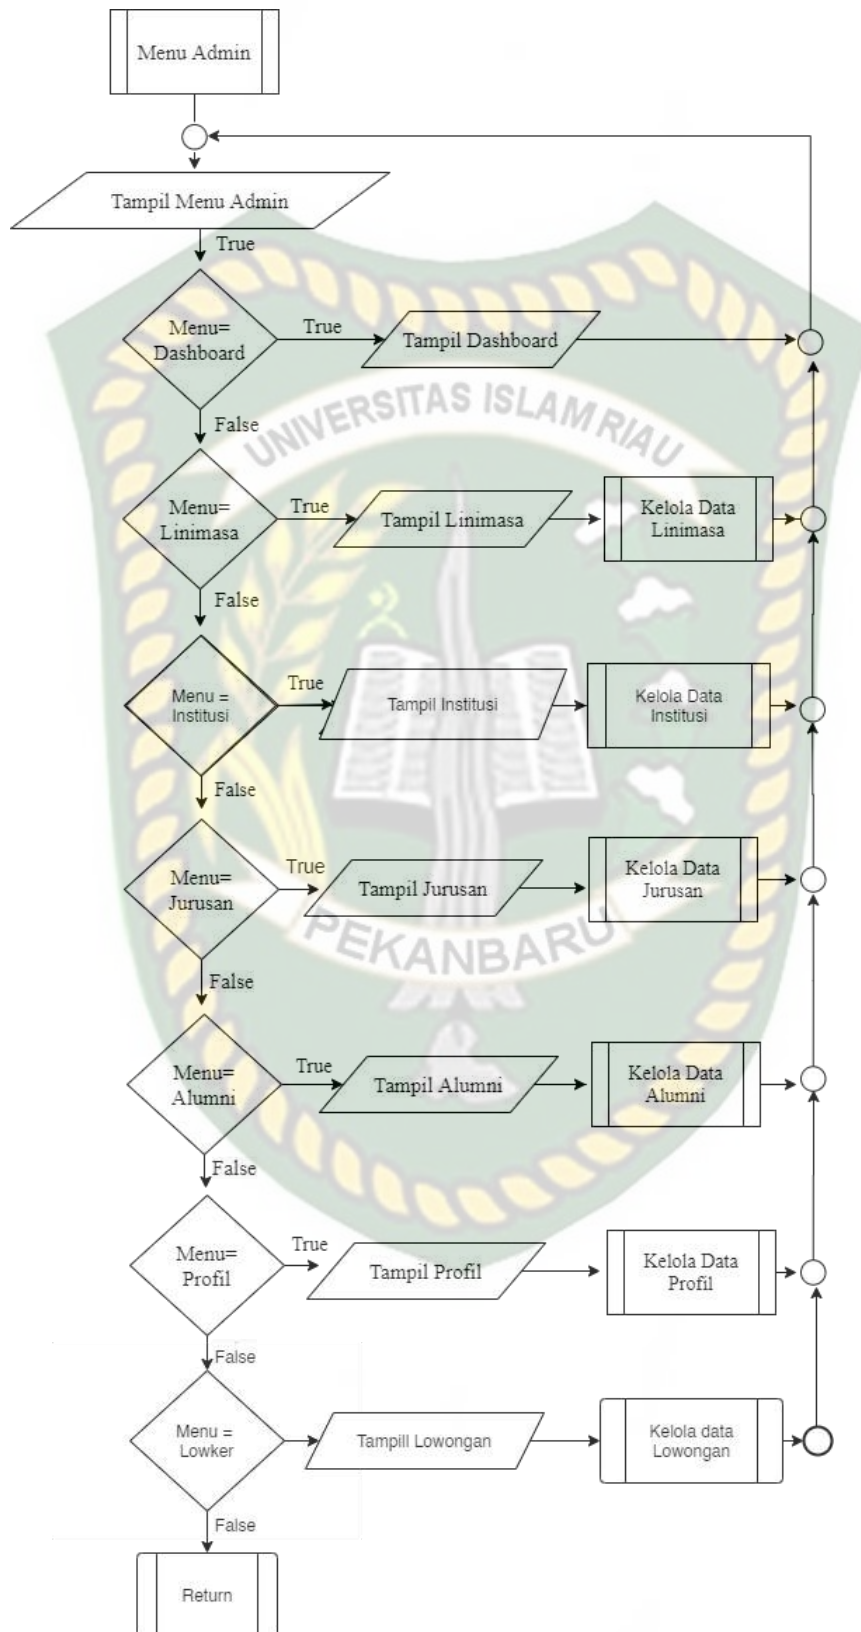 Menu Admin
Tampil Menu Admin
True
Menu=
Dashboard
True
Tampil Dashboard
False
UNIVERSITAS ISLAM RIAU
Menu=
Linimasa
True
Tampil Linimasa
Kelola Data
Linimasa
False
Menu =
Institusi
True
Tampil Institusi
Kelola Data
Institusi
False
Menu=
Jurusan
True
Tampil Jurusan
Kelola Data
Jurusan
PEKANBARU
False
Menu=
Alumni
True
Tampil Alumni
Kelola Data
Alumni
False
Menu=
Profil
True
Tampil Profil
Kelola Data
Profil
False
Menu =
Lowker
Tampill Lowongan
Kelola data
Lowongan
False
Return